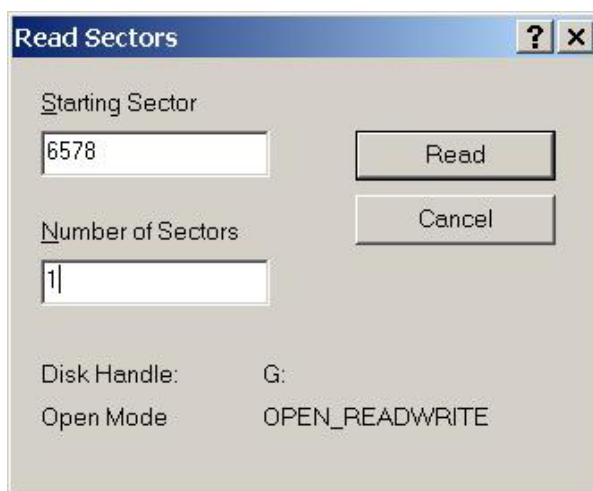 Read Sectors
Starting Sector
6578
Read
Cancel
Number of Sectors
1
Disk Handle: G:
Open Mode OPEN_READWRITE